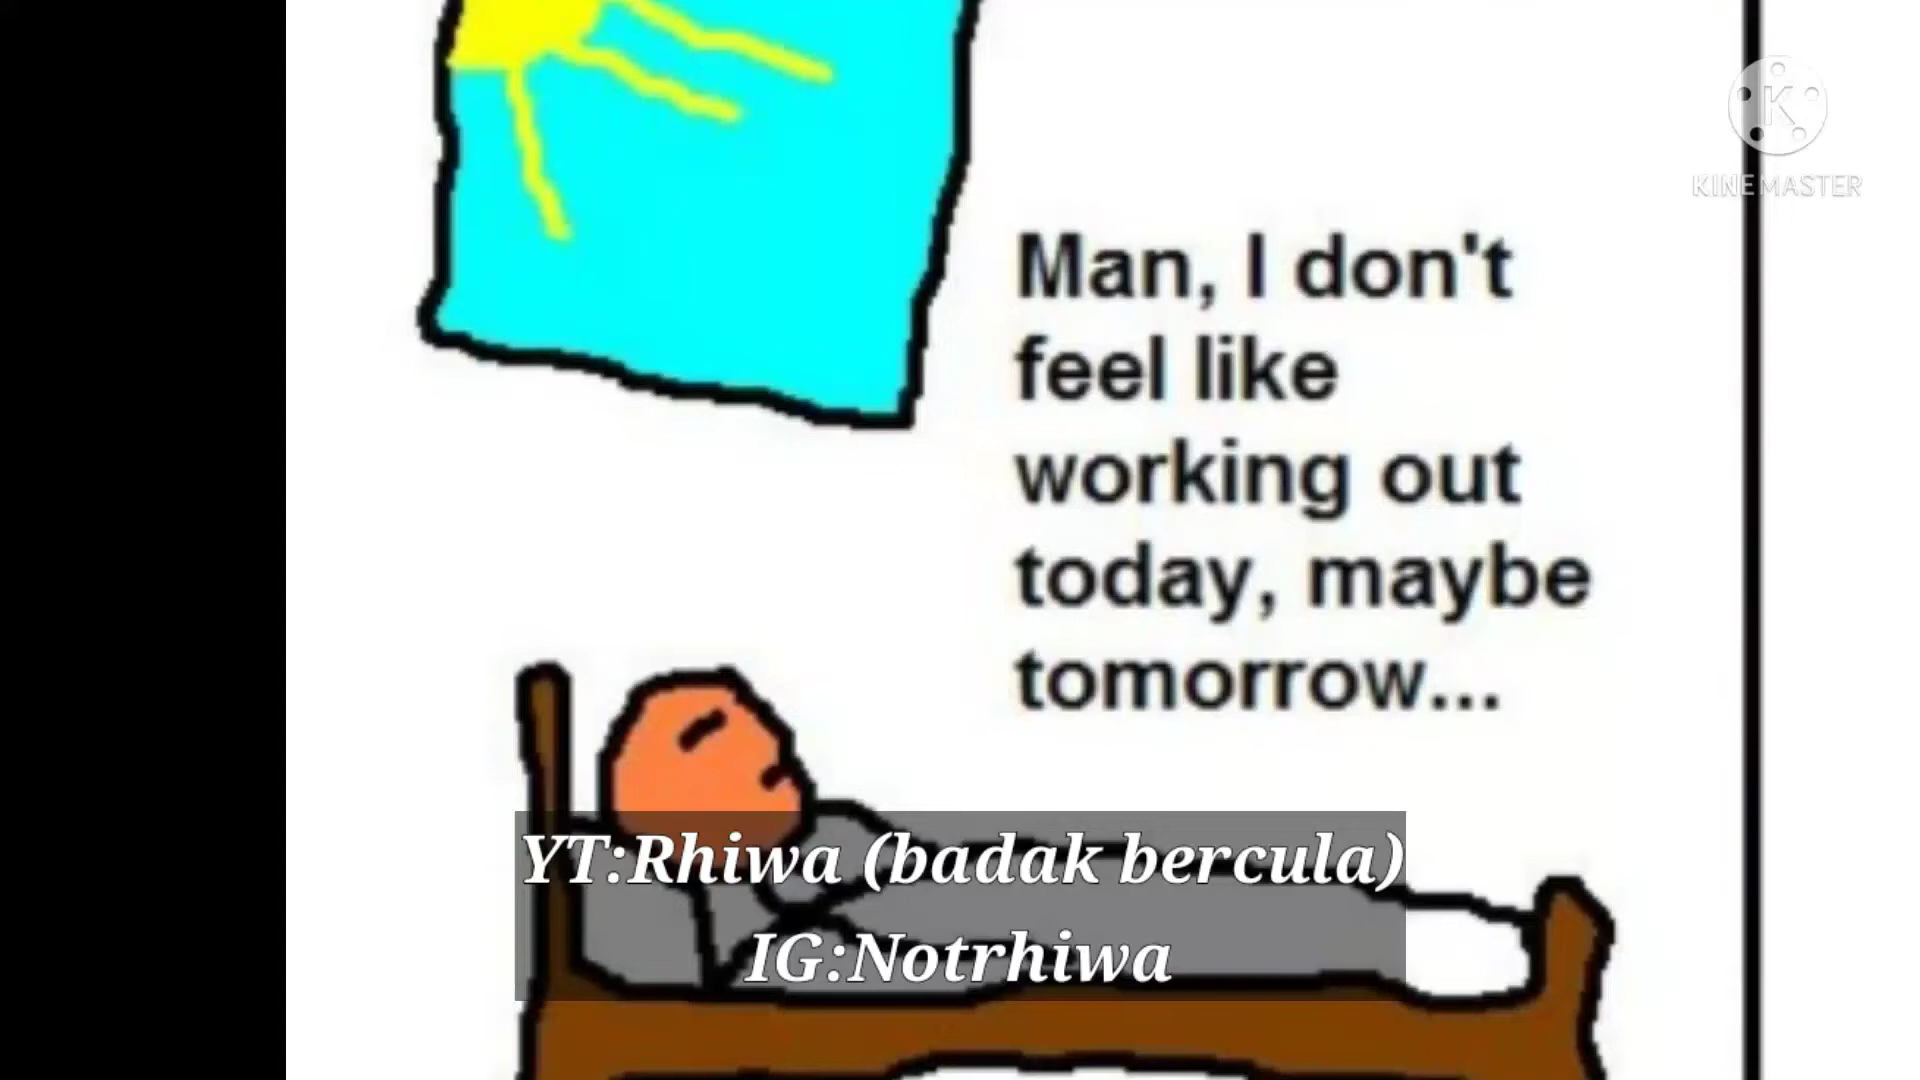 KINEMASTER
Man, I don't
feel like
working out
today, maybe
tomorrow...
YT:Rhiwa (badak bercula)
IG:Notrhiwa